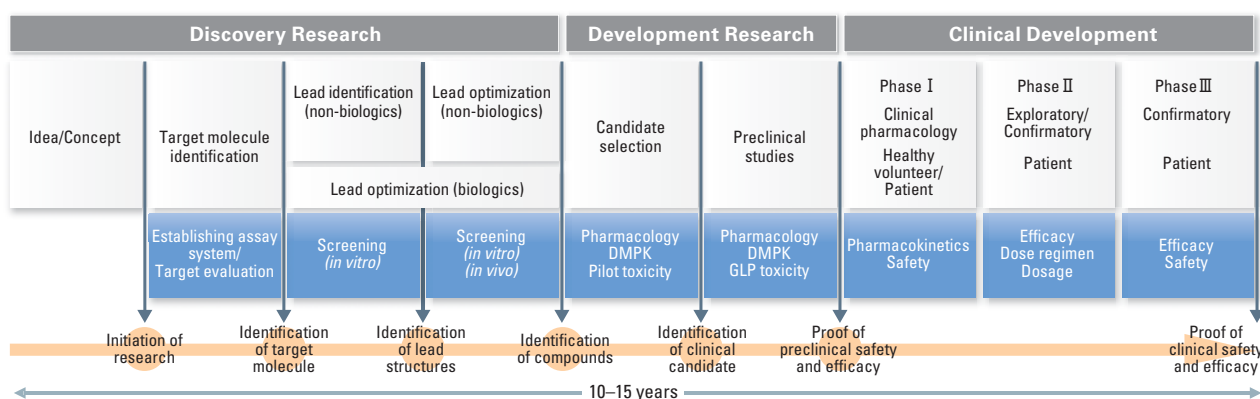 Discovery Research
Development Research
Clinical Development
Idea/Concept
Target molecule
identification
Lead identification
(non-biologics)
Lead optimization
(non-biologics)
Lead optimization (biologics)
Candidate
selection
Preclinical
studies
Phase I
Clinical
pharmacology
Healthy
volunteer/
Patient
Phase II
Exploratory/
Confirmatory
Patient
Phase III
Confirmatory
Patient
Establishing assay
system/
Target evaluation
Screening
(in vitro)
Screening
(in vitro)
(in vivo)
Pharmacology
DMPK
Pilot toxicity
Pharmacology
DMPK
GLP toxicity
Pharmacokinetics
Safety
Efficacy
Dose regimen
Dosage
Efficacy
Safety
Initiation of
research
Identification
of target
molecule
Identification
of lead
structures
Identification
of compounds
Identification
of clinical
candidate
Proof of
preclinical safety
and efficacy
Proof of
clinical safety
and efficacy
10–15 years